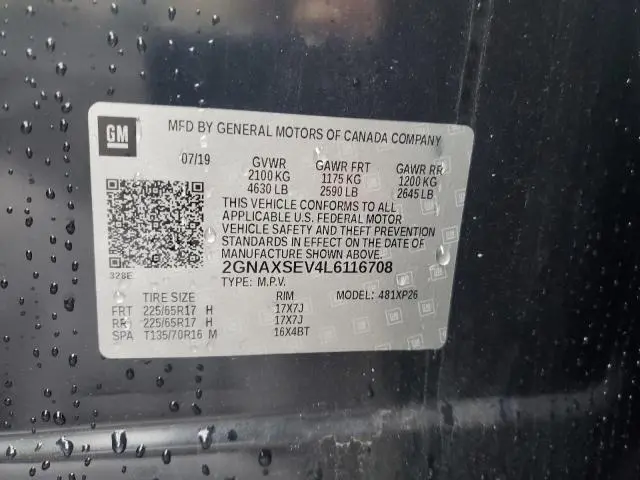 GM
MFD BY GENERAL MOTORS OF CANADA COMPANY
07/19 GVWR GAWR FRT GAWR RR
2100 KG 1175 KG 1200 KG
4630 LB 2590 LB 2645 LB
THIS VEHICLE CONFORMS TO ALL
APPLICABLE U.S. FEDERAL MOTOR
VEHICLE SAFETY AND THEFT PREVENTION
STANDARDS IN EFFECT ON THE DATE OF
MANUFACTURE SHOWN ABOVE.
2GNAXSEV4L6116708
328E TYPE: M.P.V.
TIRE SIZE RIM MODEL: 481XP26
FRT 225/65R17 H 17X7J
RR 225/65R17 H 17X7J
SPA T135/70R16 M 16X4BT